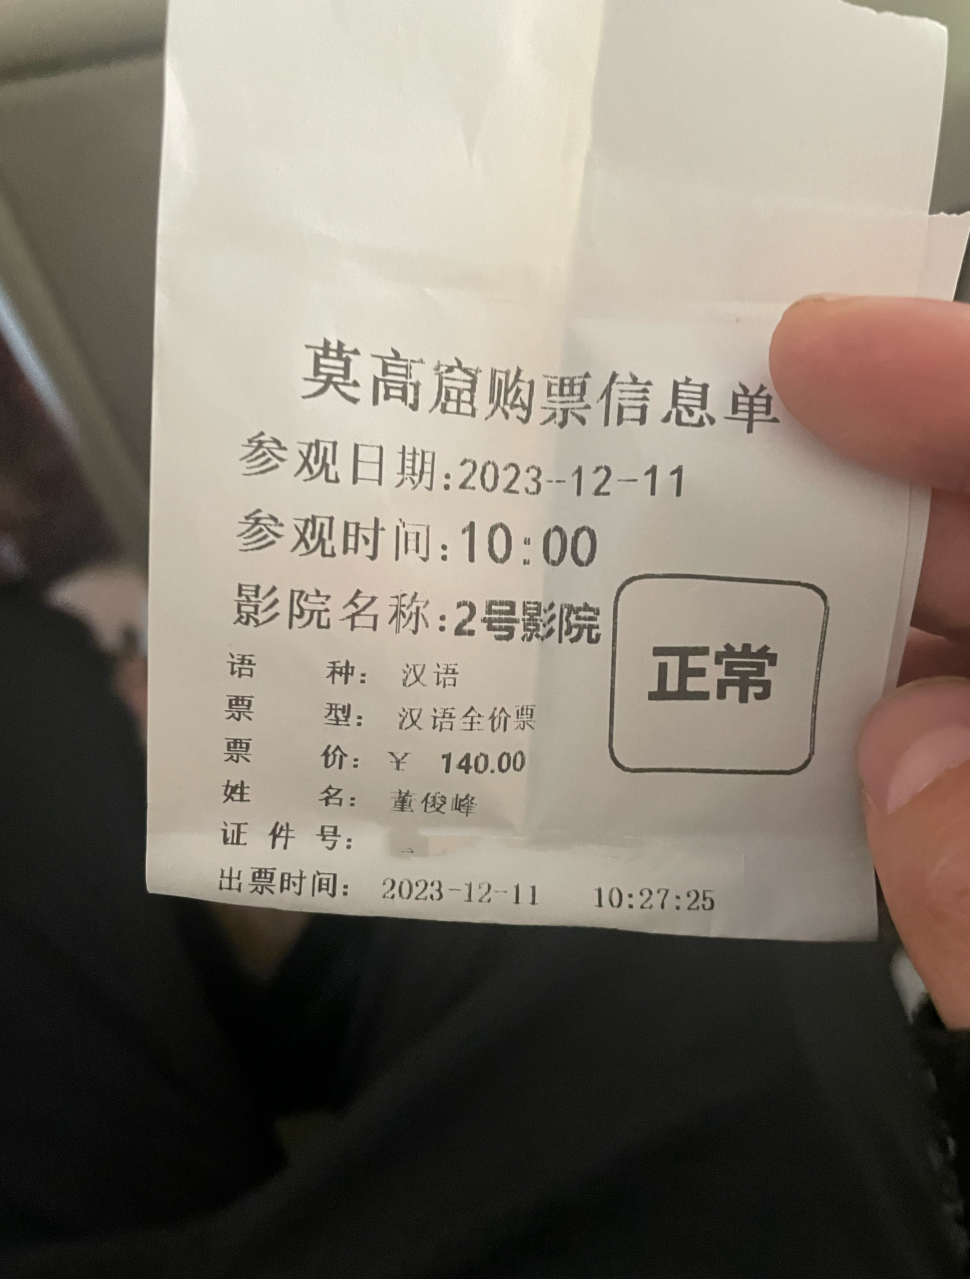 莫高窟购票信息单
参观日期:2023-12-11
参观时间:10:00
影院名称:2号影院
正常
语 种: 汉语
票 型: 汉语全价票
票 价: ¥ 140.00
姓 名: 董俊峰
证 件 号:
出票时间: 2023-12-11 10:27:25